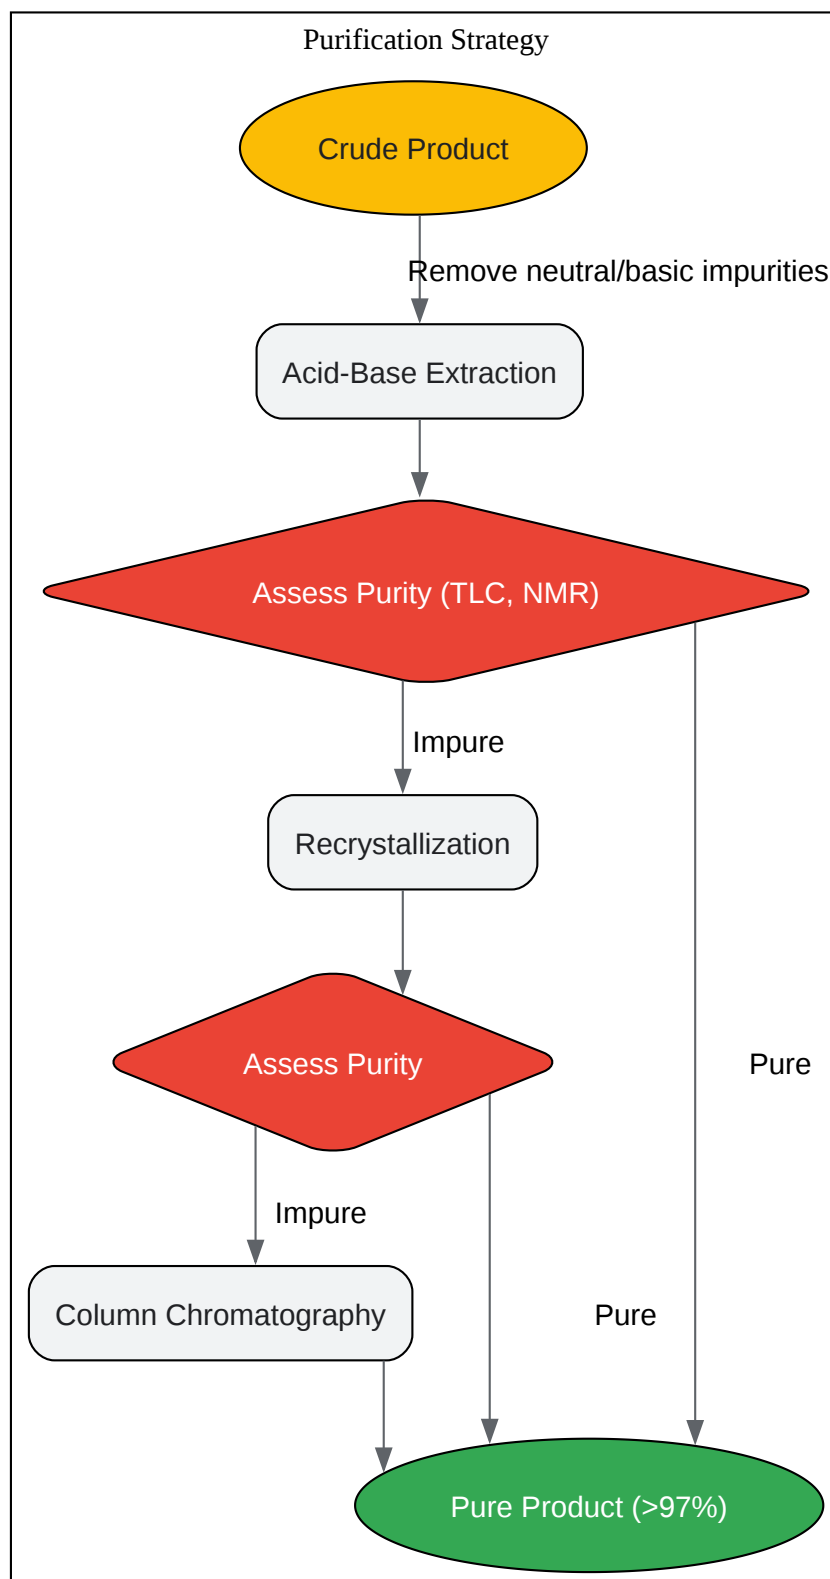 Purification Strategy
Crude Product
Remove neutral/basic impurities
Acid-Base Extraction
Assess Purity (TLC, NMR)
Impure
Recrystallization
Assess Purity
Pure
Impure
Column Chromatography
Pure
Pure Product (>97%)